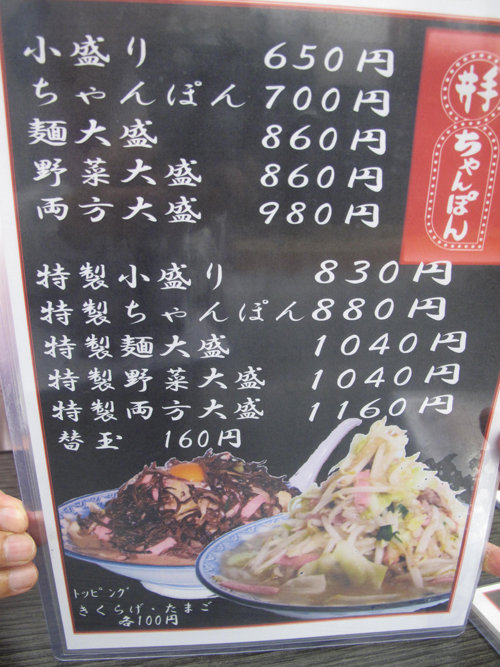 小盛り 650円
ちゃんぽん 700円
麺大盛 860円
野菜大盛 860円
両方大盛 980円
井手
ちゃんぽん
特製小盛り 830円
特製ちゃんぽん 880円
特製麺大盛 1040円
特製野菜大盛 1040円
特製両方大盛 1160円
替玉 160円
トッピング
きくらげ・たまご
各100円